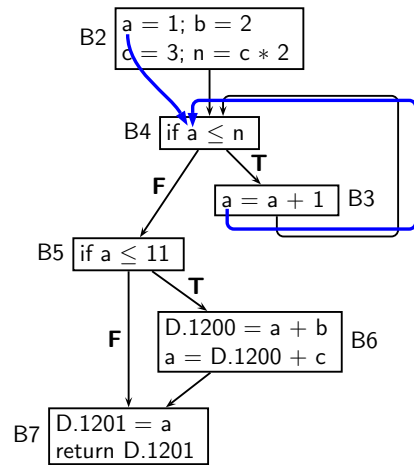 B2
a = 1; b = 2
c = 3; n = c * 2
B4
if a ≤ n
T
F
a = a + 1
B3
B5
if a ≤ 11
T
F
D.1200 = a + b
a = D.1200 + c
B6
B7
D.1201 = a
return D.1201